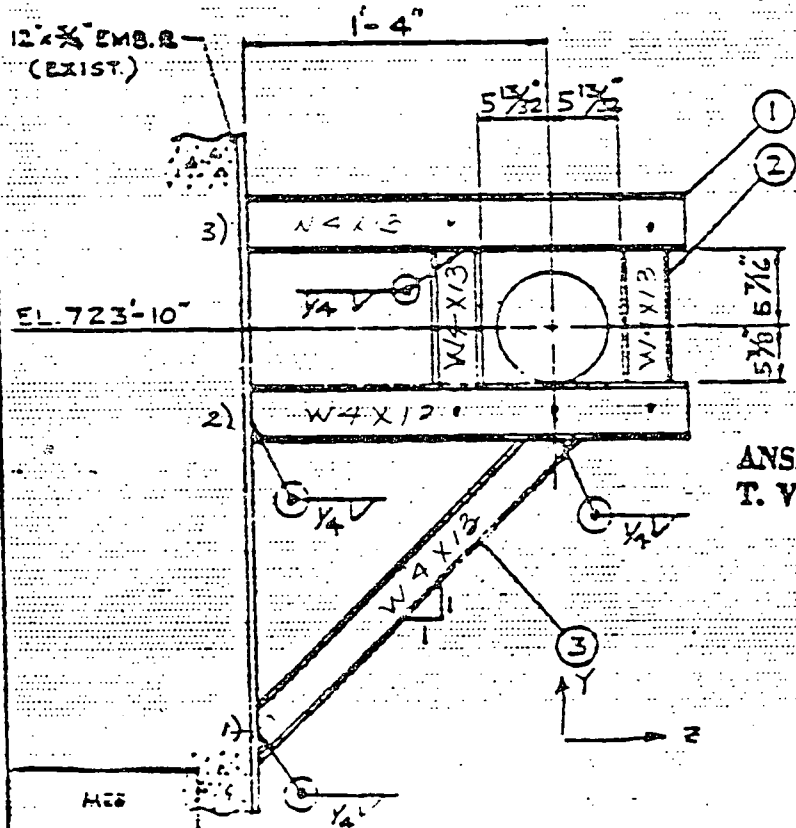 1'-4"
12"x3/4" EMB. PL
(EXIST.)
5 13/32" 5 13/32"
1
2
3)
W4X13
1/4
W4X13
W4X13
5 7/16"
5 3/8"
EL. 723'-10"
2)
W4X13
1/4
1/4
ANS
T. V
W4X13
1
1
3
Y
Z
1)
1/4